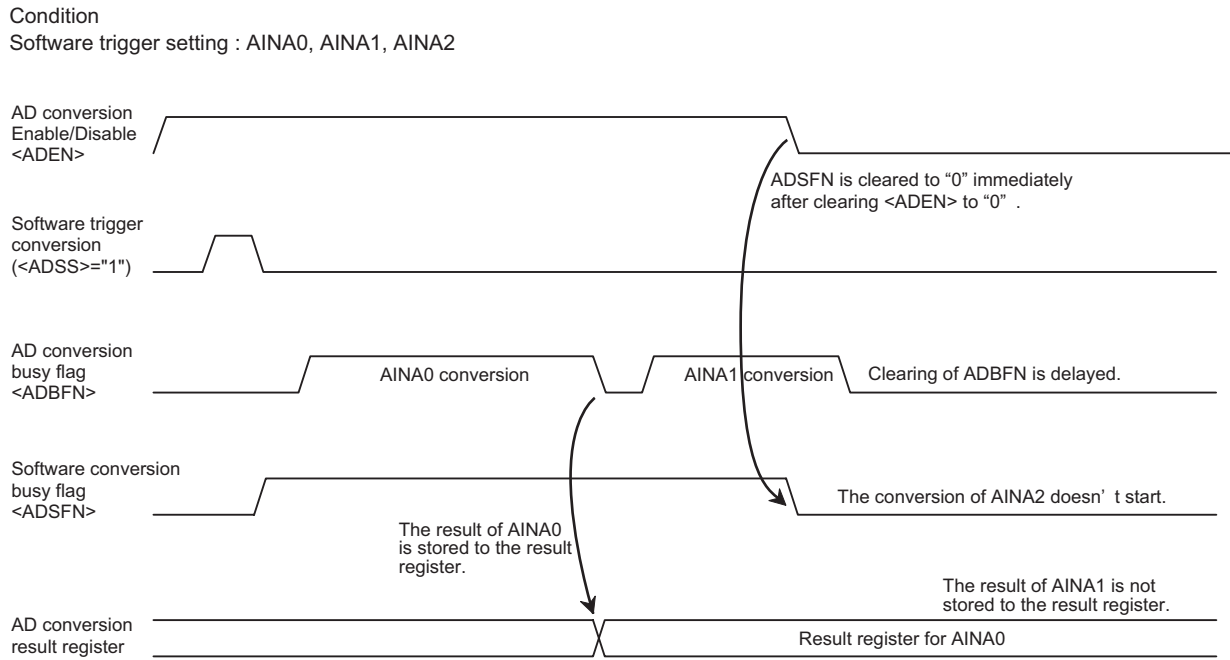 Condition
Software trigger setting : AINA0, AINA1, AINA2
AD conversion
Enable/Disable
<ADEN>
ADSFN is cleared to “0” immediately
after clearing <ADEN> to “0” .
Software trigger
conversion
(<ADSS>="1")
AD conversion
busy flag
<ADBFN>
AINA0 conversion
AINA1 conversion
Clearing of ADBFN is delayed.
Software conversion
busy flag
<ADSFN>
The conversion of AINA2 doesn’ t start.
The result of AINA0
is stored to the result
register.
The result of AINA1 is not
stored to the result register.
AD conversion
result register
Result register for AINA0